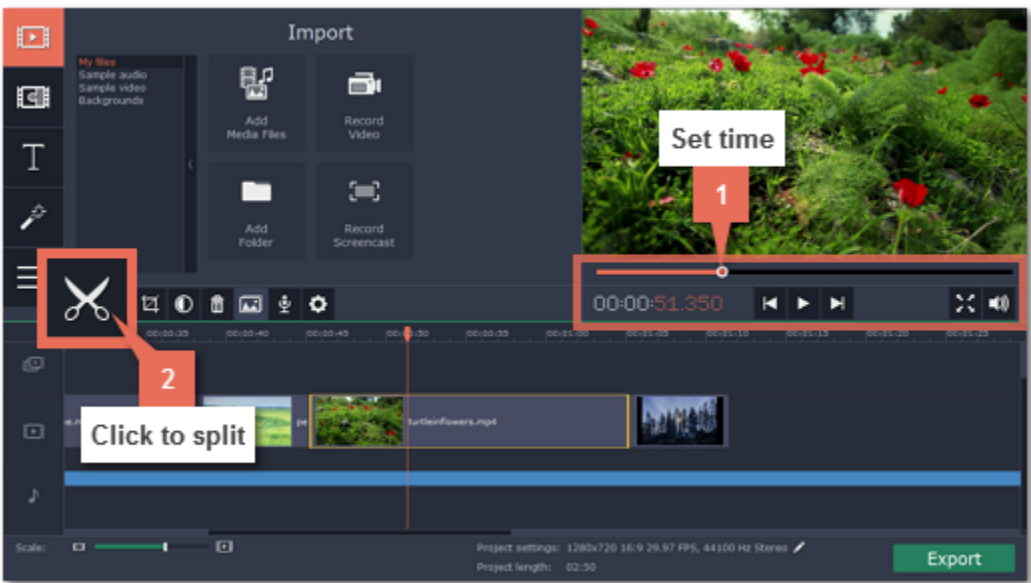 Import
My files
Sample audio
Sample video
Backgrounds
Add
Media Files
Record
Video
Add
Folder
Record
Screencast
Set time
1
00:00:51.350
00:00:35 00:00:40 00:00:45 00:00:55 00:01:00 00:01:05 00:01:10 00:01:15 00:01:20 00:01:25
2
Click to split
pe
turtleinflowers.mp4
Scale:
Project settings: 1280x720 16:9 29.97 FPS, 44100 Hz Stereo
Project length: 02:50
Export